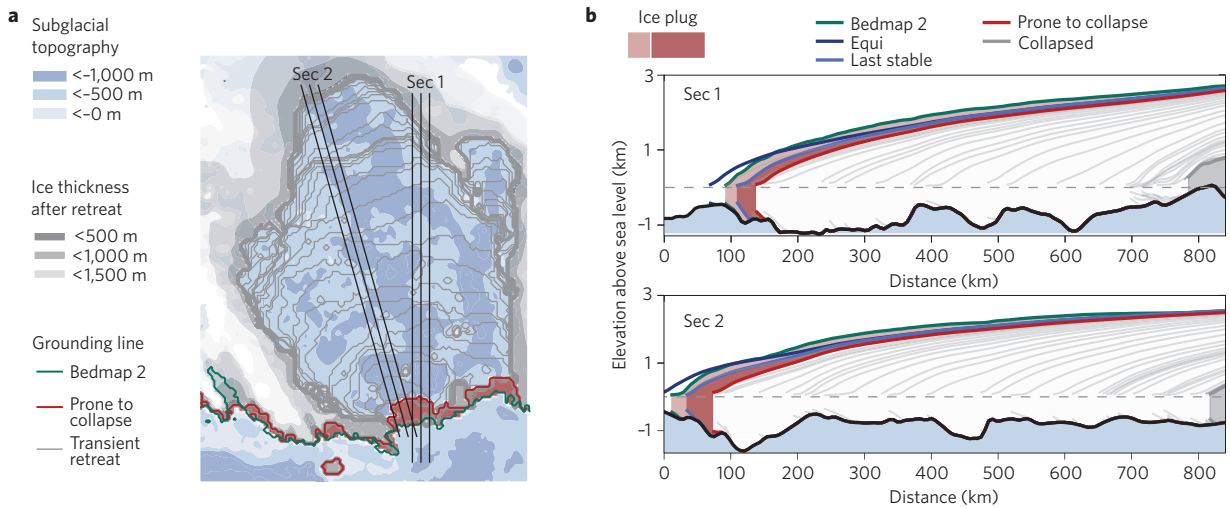 a
Subglacial
topography
<–1,000 m
<–500 m
<–0 m
Ice thickness
after retreat
<500 m
<1,000 m
<1,500 m
Grounding line
Bedmap 2
Prone to
collapse
Transient
retreat
Sec 2
Sec 1
b
Ice plug
Bedmap 2
Equi
Last stable
Prone to collapse
Collapsed
Elevation above sea level (km)
Sec 1
3
1
–1
0 100 200 300 400 500 600 700 800
Distance (km)
Sec 2
3
1
–1
0 100 200 300 400 500 600 700 800
Distance (km)